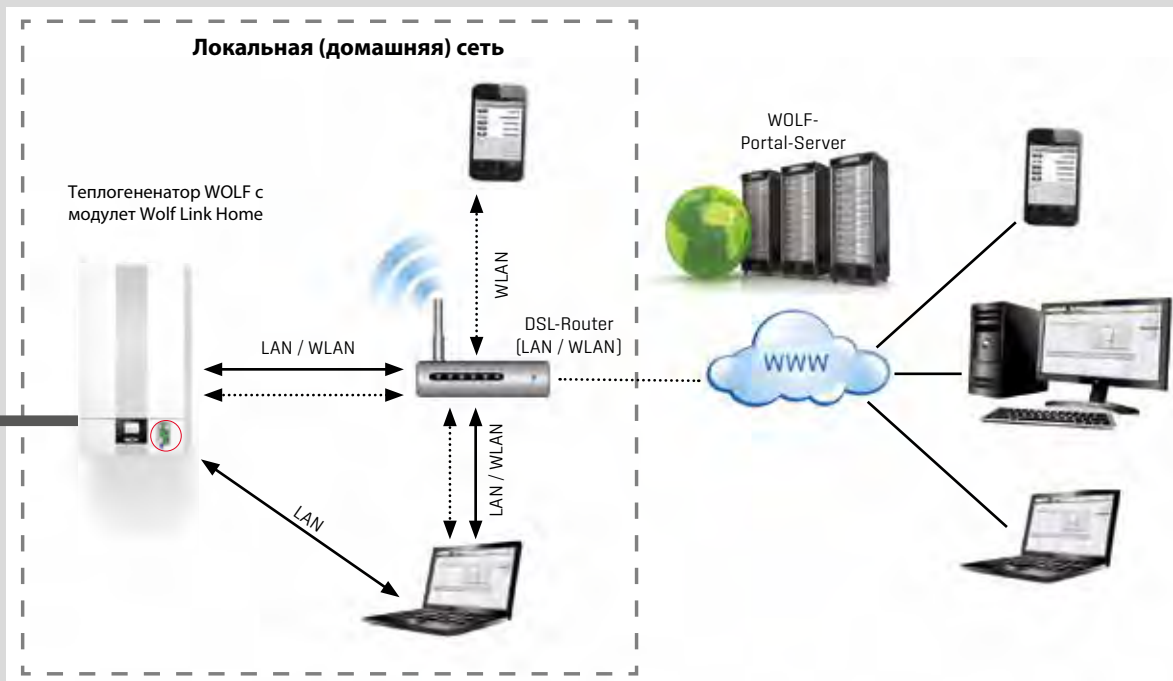 Локальная (домашняя) сеть
WOLF-
Portal-Server
Теплогененатор WOLF с
модулет Wolf Link Home
WLAN
DSL-Router
(LAN / WLAN)
LAN / WLAN
WWW
LAN / WLAN
LAN